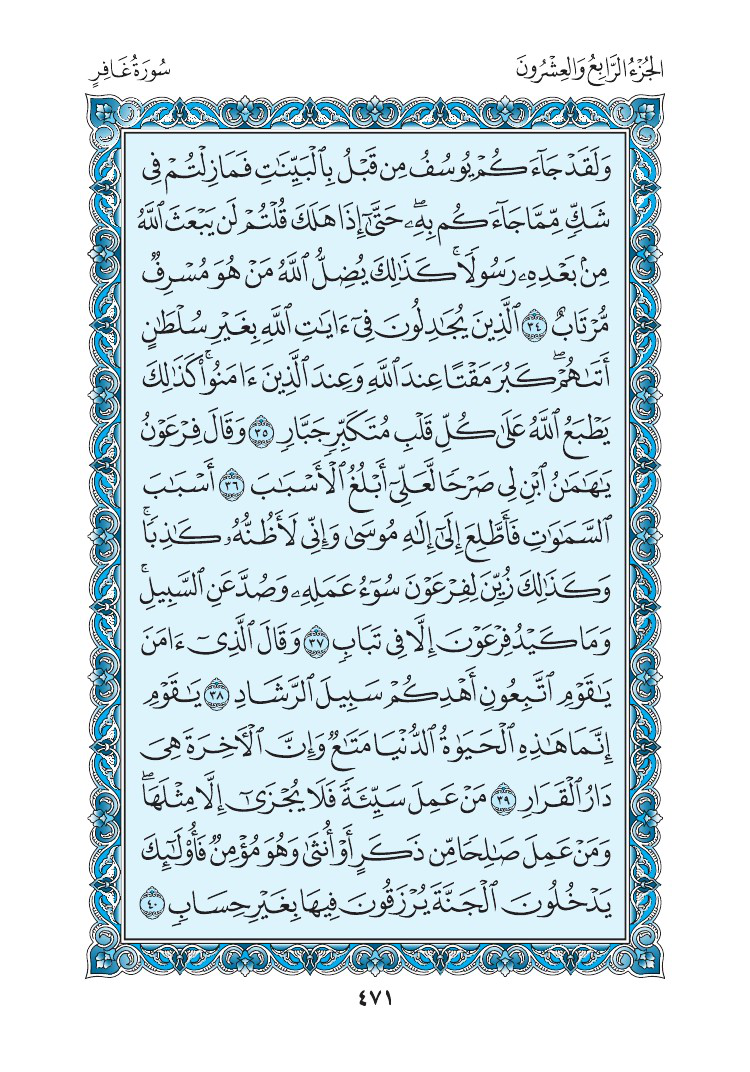 الجُزْءُ الرَّابِعُ وَالعِشْرُونَ
سُورَةُ غَافِرٍ
وَلَقَدْ جَآءَكُمْ يُوسُفُ مِن قَبْلُ بِٱلْبَيِّنَٰتِ فَمَا زِلْتُمْ فِى
شَكٍّ مِّمَّا جَآءَكُم بِهِۦۖ حَتَّىٰٓ إِذَا هَلَكَ قُلْتُمْ لَن يَبْعَثَ ٱللَّهُ
مِنۢ بَعْدِهِۦ رَسُولًاۚ كَذَٰلِكَ يُضِلُّ ٱللَّهُ مَنْ هُوَ مُسْرِفٌ
مُّرْتَابٌ ٣٤ ٱلَّذِينَ يُجَٰدِلُونَ فِىٓ ءَايَٰتِ ٱللَّهِ بِغَيْرِ سُلْطَٰنٍ
أَتَىٰهُمْۖ كَبُرَ مَقْتًا عِندَ ٱللَّهِ وَعِندَ ٱلَّذِينَ ءَامَنُوا۟ۚ كَذَٰلِكَ
يَطْبَعُ ٱللَّهُ عَلَىٰ كُلِّ قَلْبِ مُتَكَبِّرٍ جَبَّارٍ ٣٥ وَقَالَ فِرْعَوْنُ
يَٰهَٰمَٰنُ ٱبْنِ لِى صَرْحًا لَّعَلِّىٓ أَبْلُغُ ٱلْأَسْبَٰبَ ٣٦ أَسْبَٰبَ
ٱلسَّمَٰوَٰتِ فَأَطَّلِعَ إِلَىٰٓ إِلَٰهِ مُوسَىٰ وَإِنِّى لَأَظُنُّهُۥ كَٰذِبًاۚ
وَكَذَٰلِكَ زُيِّنَ لِفِرْعَوْنَ سُوٓءُ عَمَلِهِۦ وَصُدَّ عَنِ ٱلسَّبِيلِۚ
وَمَا كَيْدُ فِرْعَوْنَ إِلَّا فِى تَبَابٍ ٣٧ وَقَالَ ٱلَّذِىٓ ءَامَنَ
يَٰقَوْمِ ٱتَّبِعُونِ أَهْدِكُمْ سَبِيلَ ٱلرَّشَادِ ٣٨ يَٰقَوْمِ
إِنَّمَا هَٰذِهِ ٱلْحَيَوٰةُ ٱلدُّنْيَا مَتَٰعٌ وَإِنَّ ٱلْءَاخِرَةَ هِىَ
دَارُ ٱلْقَرَارِ ٣٩ مَنْ عَمِلَ سَيِّئَةً فَلَا يُجْزَىٰٓ إِلَّا مِثْلَهَاۖ
وَمَنْ عَمِلَ صَٰلِحًا مِّن ذَكَرٍ أَوْ أُنثَىٰ وَهُوَ مُؤْمِنٌ فَأُو۟لَٰٓئِكَ
يَدْخُلُونَ ٱلْجَنَّةَ يُرْزَقُونَ فِيهَا بِغَيْرِ حِسَابٍ ٤٠
٤٧١